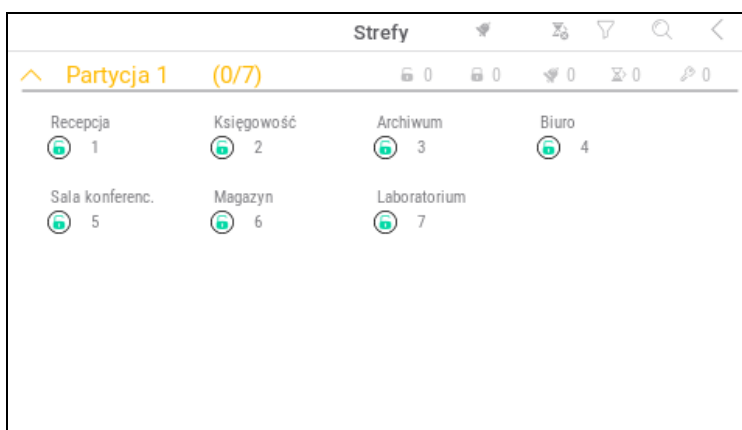 Strefy
Partycja 1 (0/7) 0 0 0 0 0
Recepcja Księgowość Archiwum Biuro
1 2 3 4
Sala konferenc. Magazyn Laboratorium
5 6 7